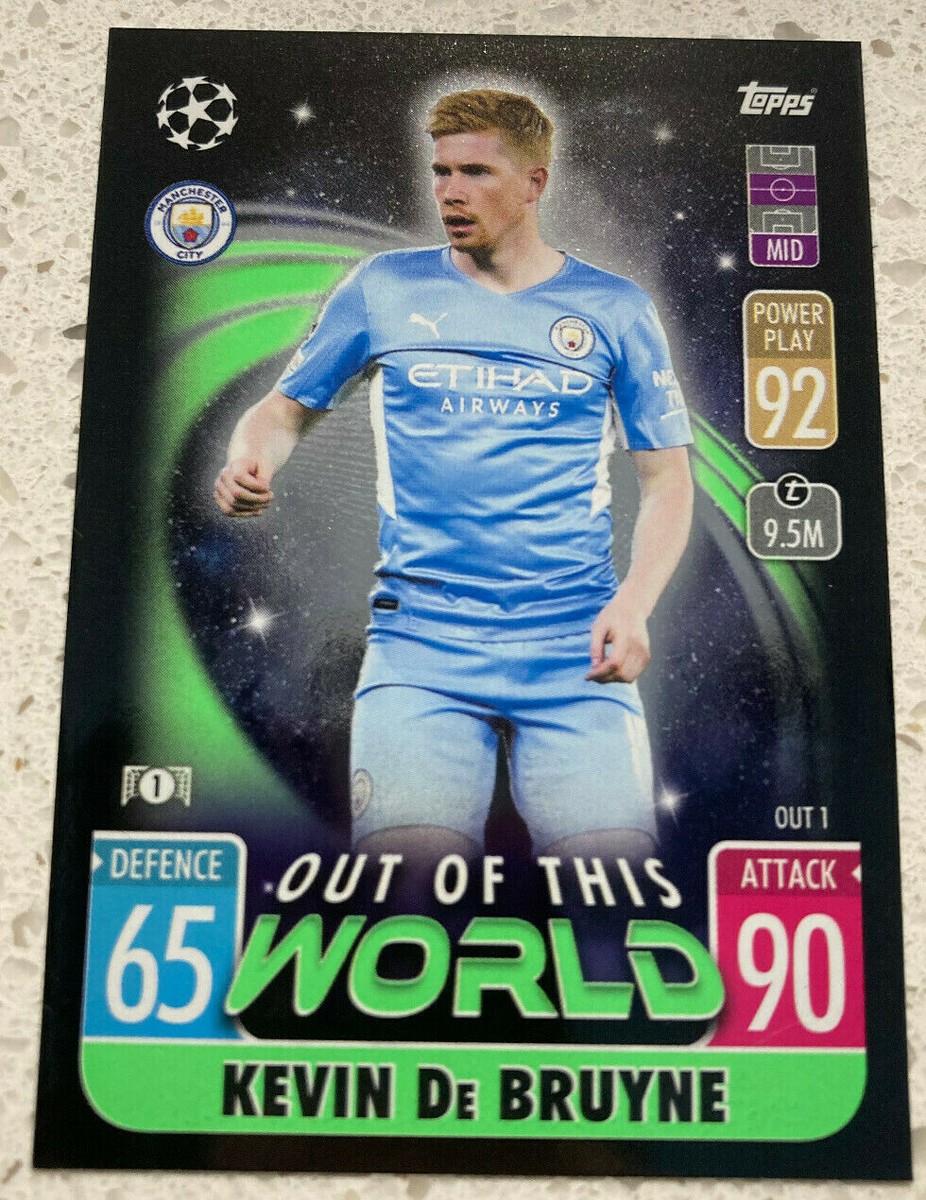 TOPPS
MANCHESTER
CITY
MID
POWER
PLAY
92
t
9.5M
ETIHAD
AIRWAYS
1
OUT 1
DEFENCE
65
OUT OF THIS
WORLD
ATTACK
90
KEVIN DE BRUYNE